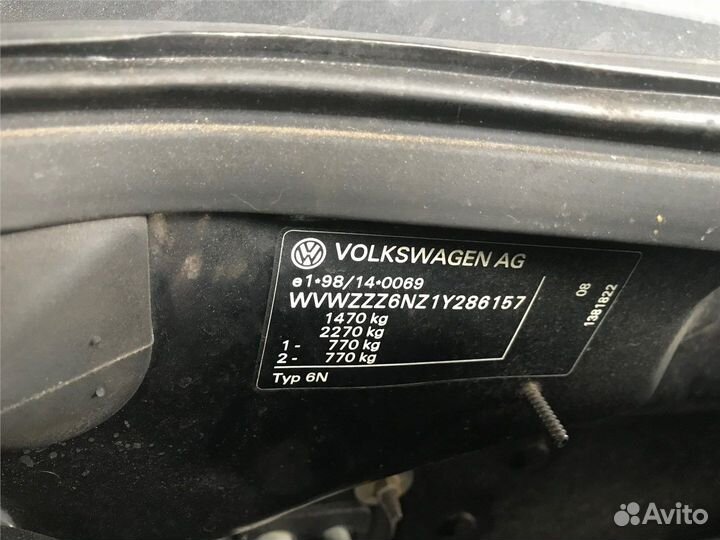 VOLKSWAGEN AG
e1*98/14*0069
WVWZZZ6NZ1Y286157
1470 kg
2270 kg
1- 770 kg
2- 770 kg
Typ 6N
08
1381822
Avito